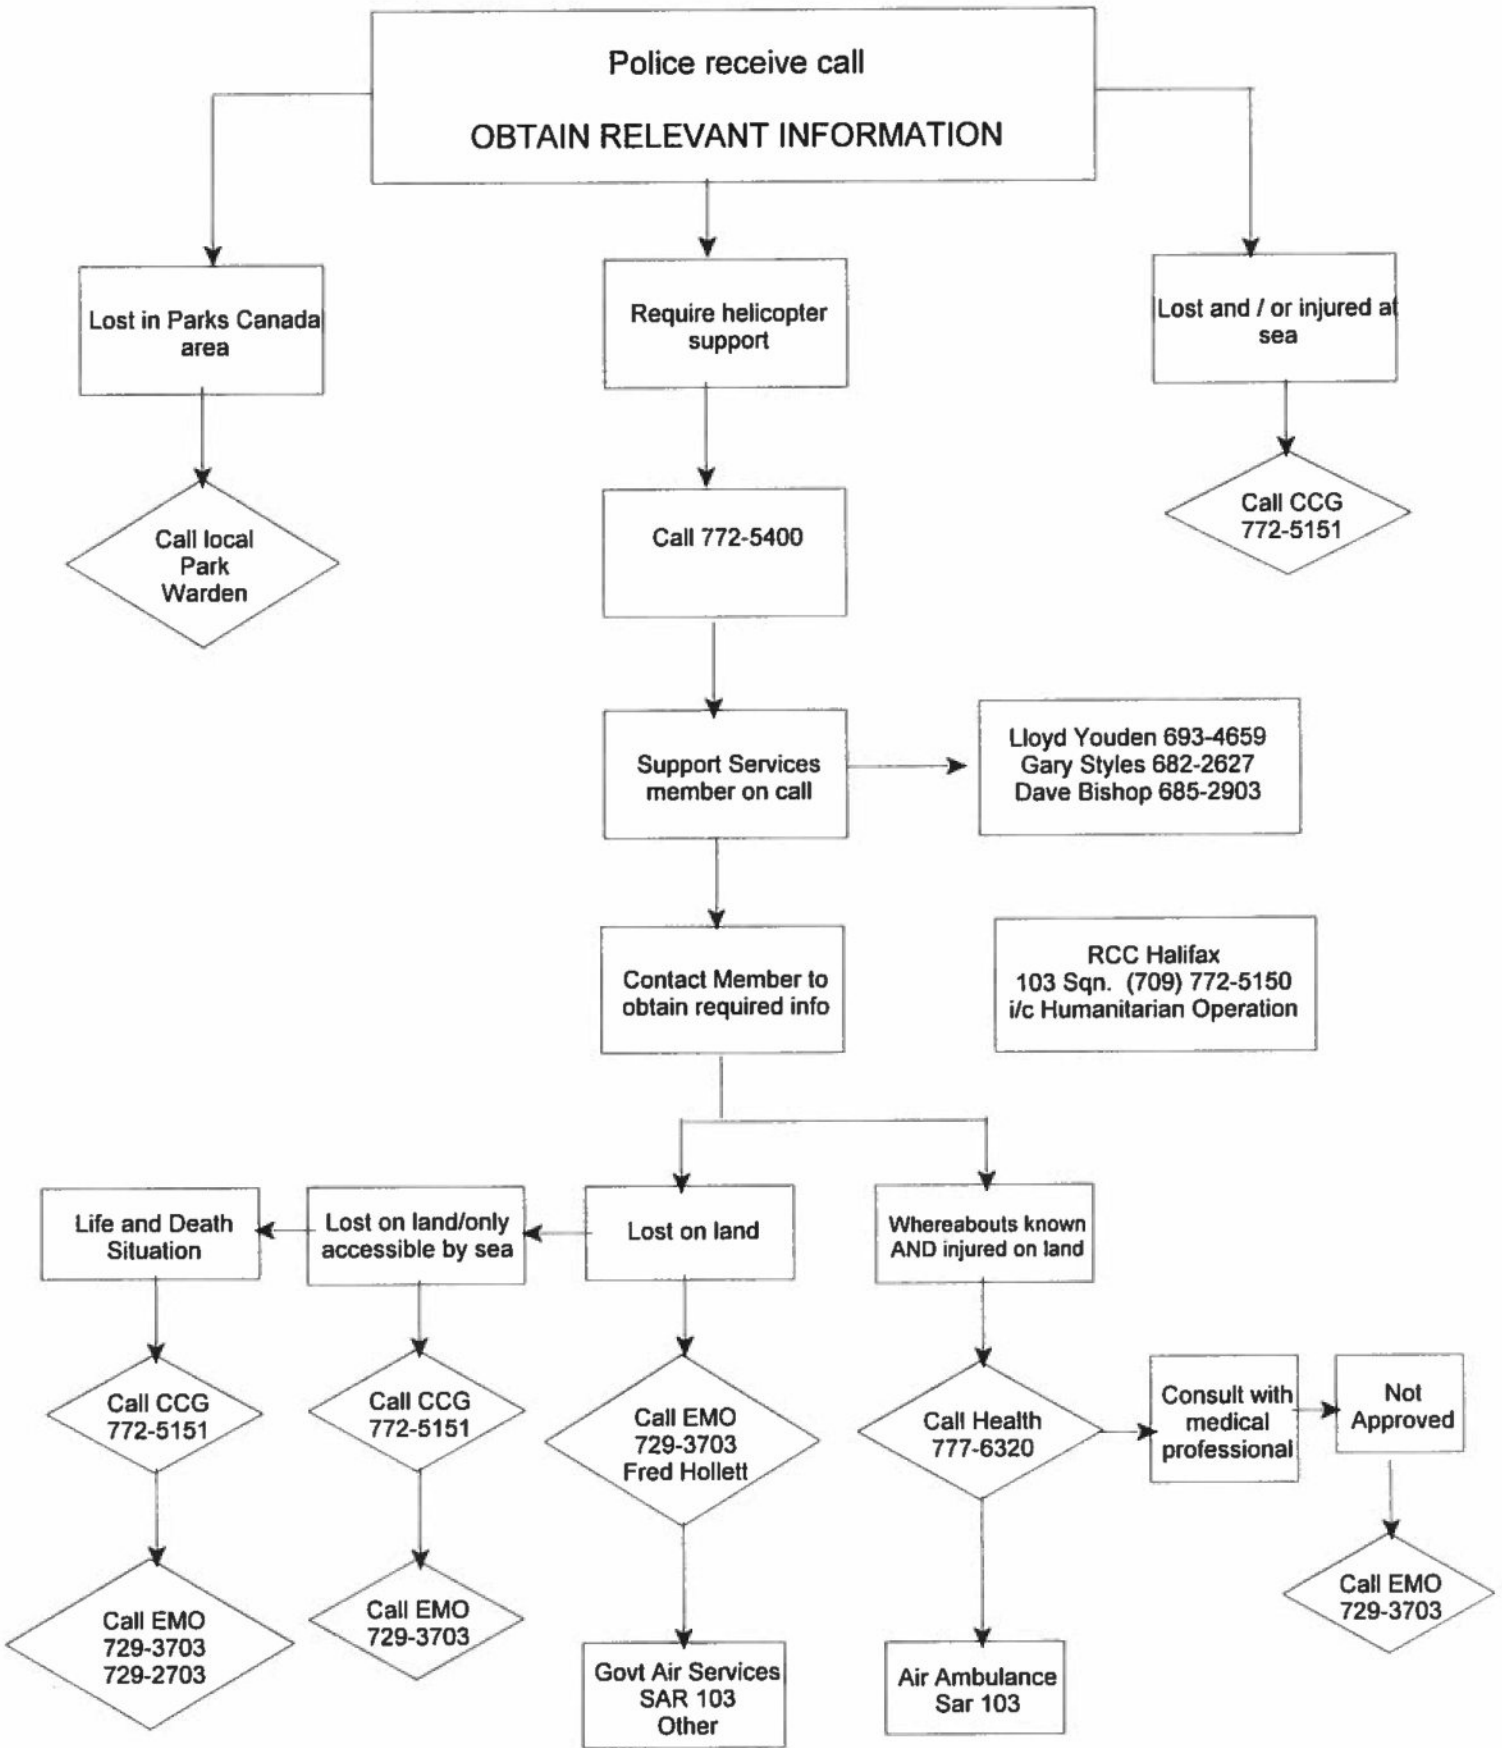 Police receive call
OBTAIN RELEVANT INFORMATION
Lost in Parks Canada
area
Require helicopter
support
Lost and / or injured at
sea
Call local
Park
Warden
Call 772-5400
Call CCG
772-5151
Support Services
member on call
Lloyd Youden 693-4659
Gary Styles 682-2627
Dave Bishop 685-2903
Contact Member to
obtain required info
RCC Halifax
103 Sqn. (709) 772-5150
i/c Humanitarian Operation
Life and Death
Situation
Lost on land/only
accessible by sea
Lost on land
Whereabouts known
AND injured on land
Call CCG
772-5151
Call CCG
772-5151
Call EMO
729-3703
Fred Hollett
Call Health
777-6320
Consult with
medical
professional
Not
Approved
Call EMO
729-3703
729-2703
Call EMO
729-3703
Govt Air Services
SAR 103
Other
Air Ambulance
Sar 103
Call EMO
729-3703